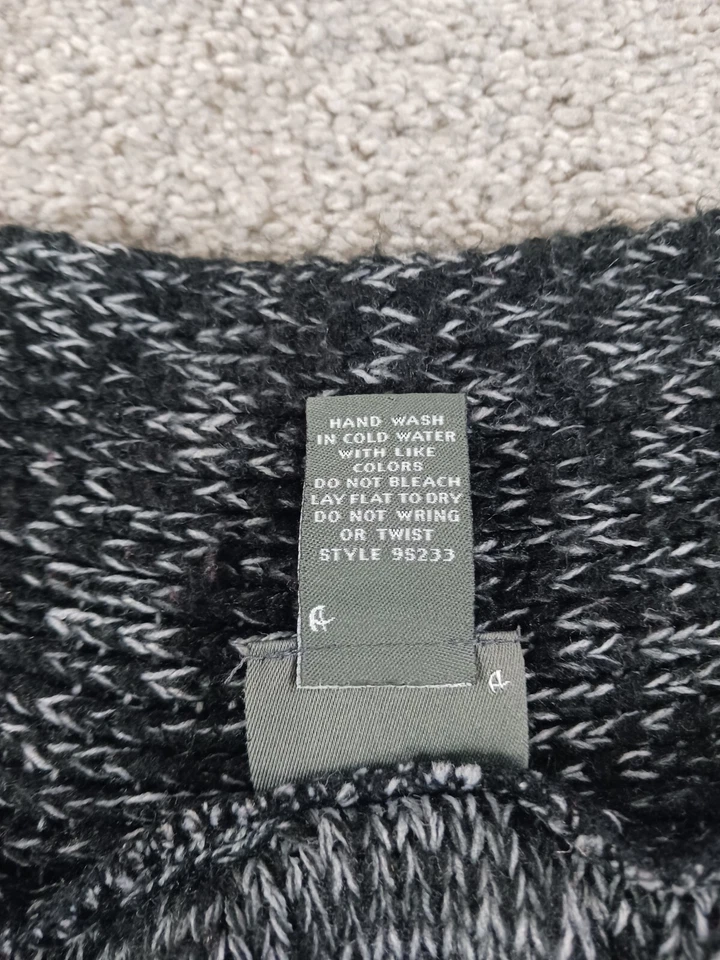 HAND WASH
IN COLD WATER
WITH LIKE
COLORS
DO NOT BLEACH
LAY FLAT TO DRY
DO NOT WRING
OR TWIST
STYLE 9S233